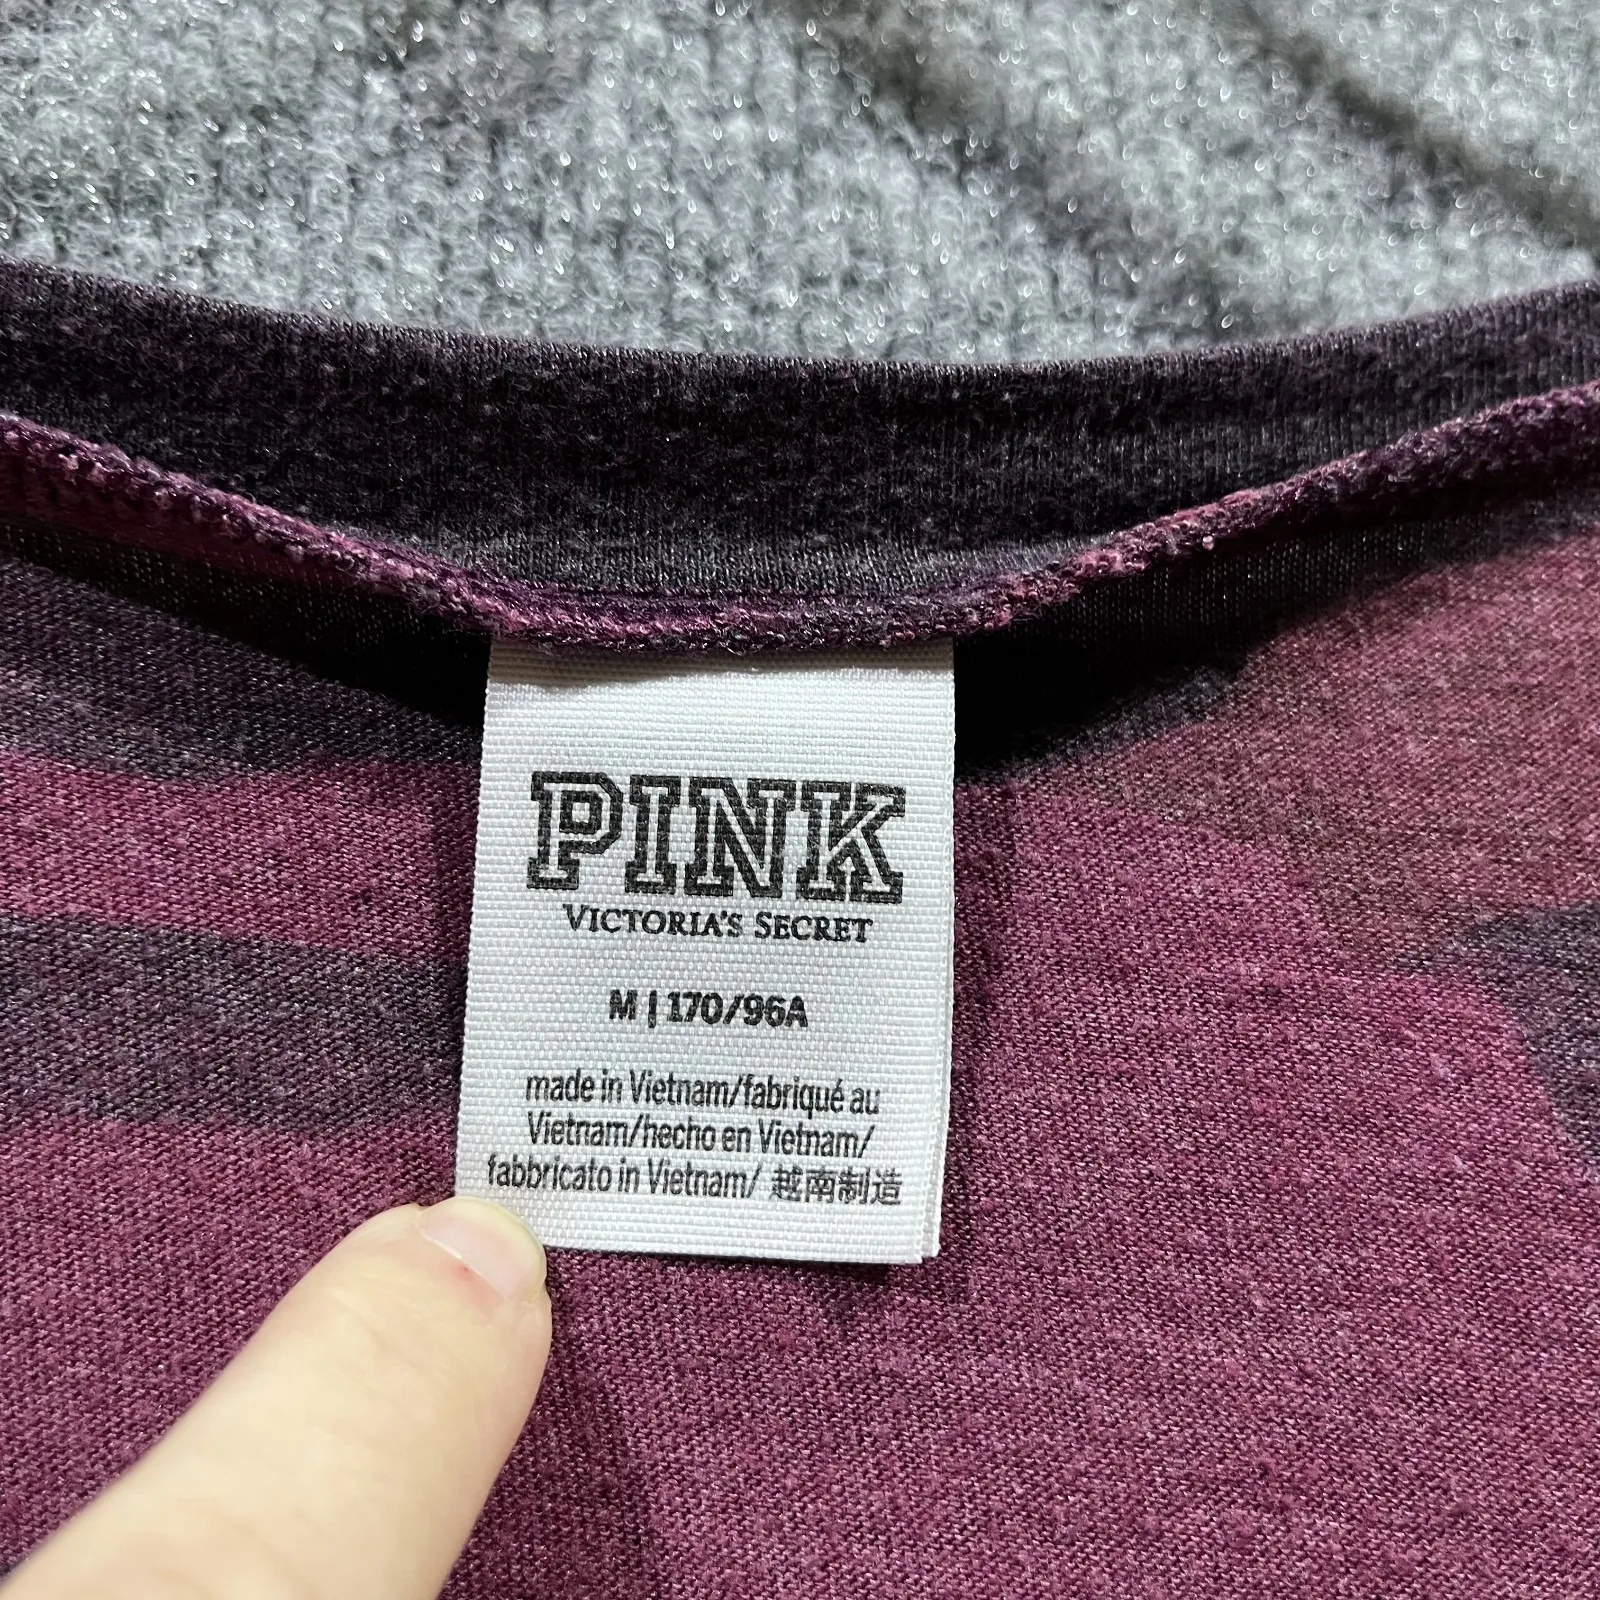 PINK
VICTORIA'S SECRET
M | 170/96A
made in Vietnam/fabriqué au
Vietnam/hecho en Vietnam/
fabbricato in Vietnam/ 越南制造